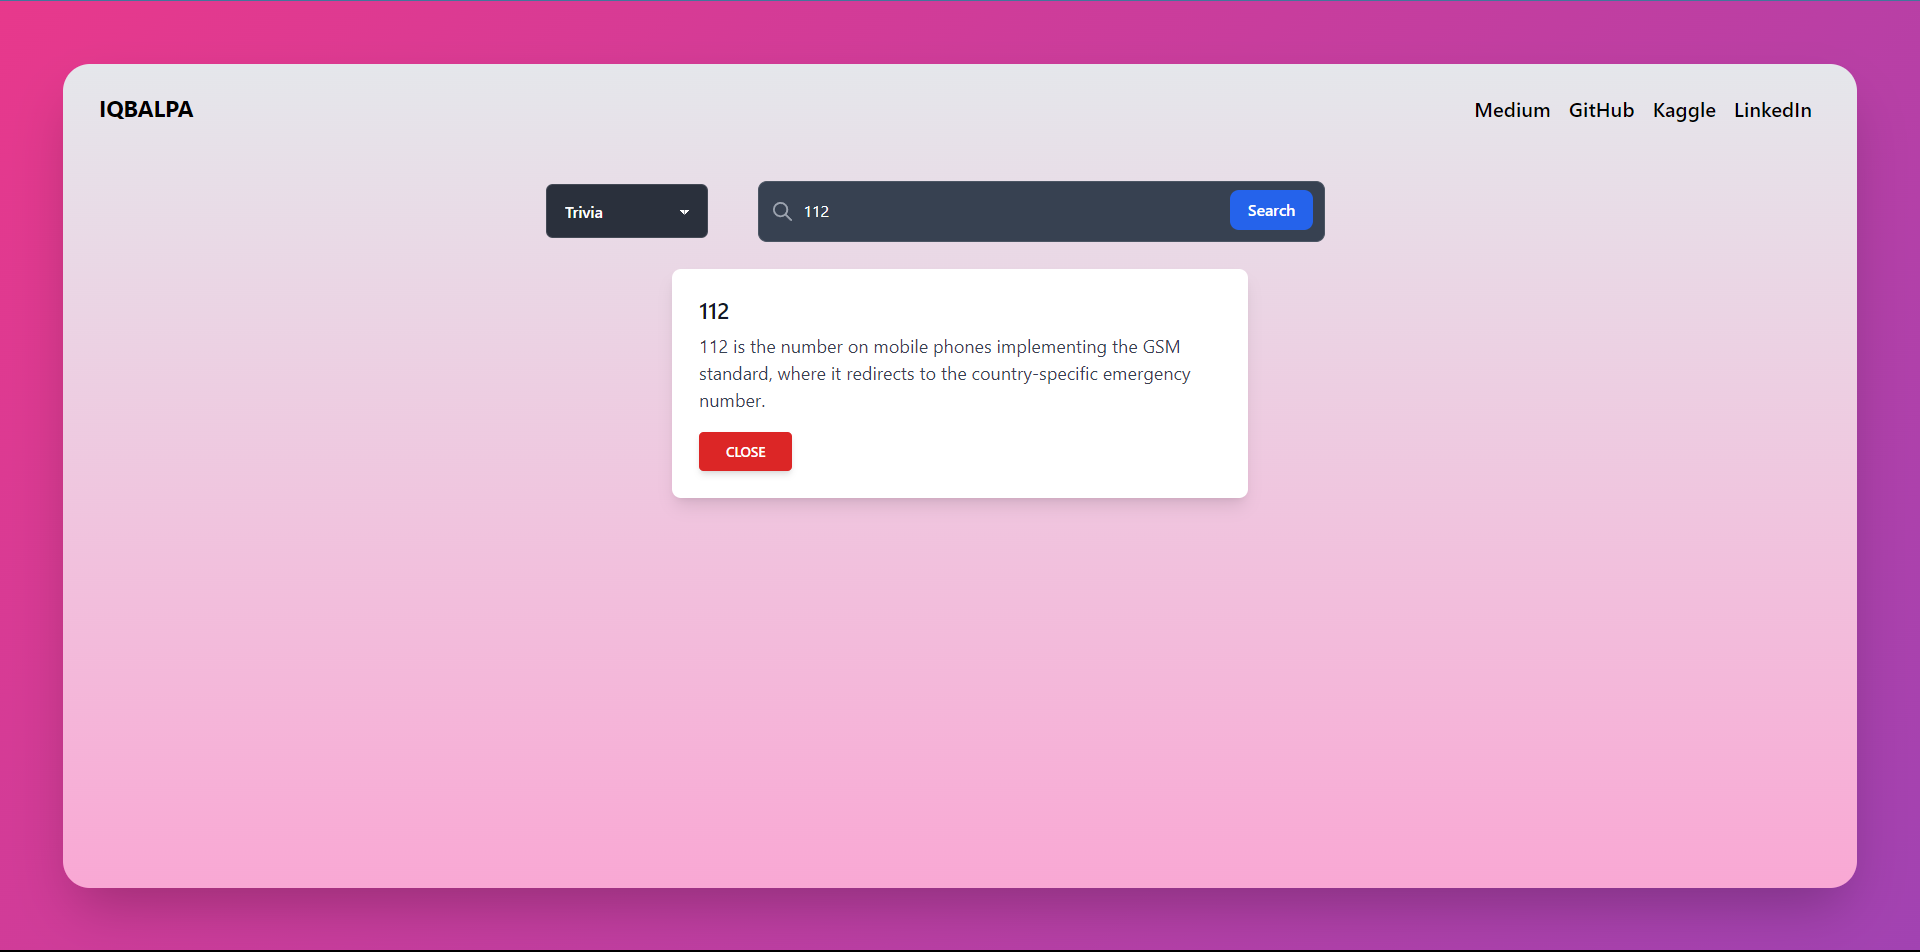 IQBALPA
Medium GitHub Kaggle LinkedIn
Trivia
112
Search
112
112 is the number on mobile phones implementing the GSM
standard, where it redirects to the country-specific emergency
number.
CLOSE